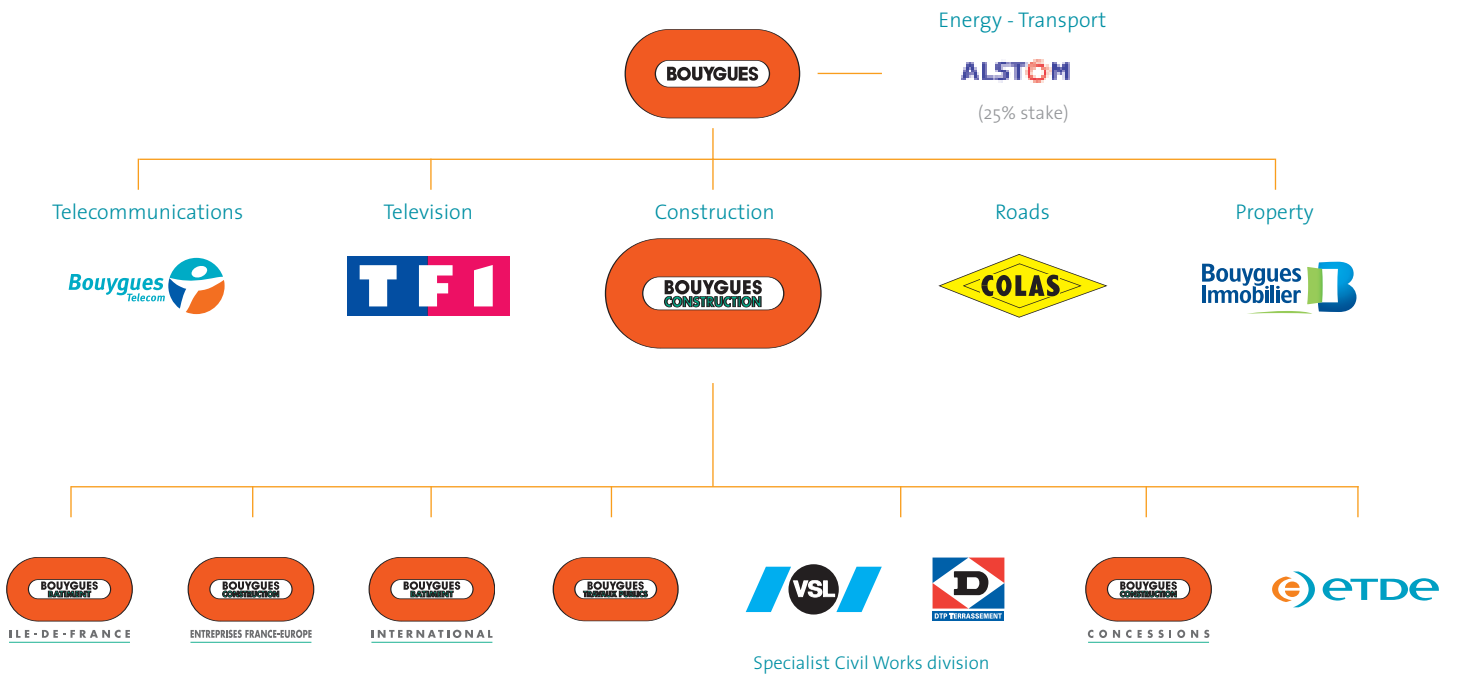 Energy - Transport
BOUYGUES
ALSTOM
(25% stake)
Telecommunications
Television
Construction
Roads
Property
Bouygues
Telecom
TF1
BOUYGUES
CONSTRUCTION
COLAS
Bouygues
Immobilier
B
BOUYGUES
BATIMENT
ILE-DE-FRANCE
BOUYGUES
CONSTRUCTION
ENTREPRISES FRANCE-EUROPE
BOUYGUES
BATIMENT
INTERNATIONAL
BOUYGUES
TRAVAUX PUBLICS
VSL
D
DTP TERRASSEMENT
BOUYGUES
CONSTRUCTION
CONCESSIONS
eTDe
Specialist Civil Works division